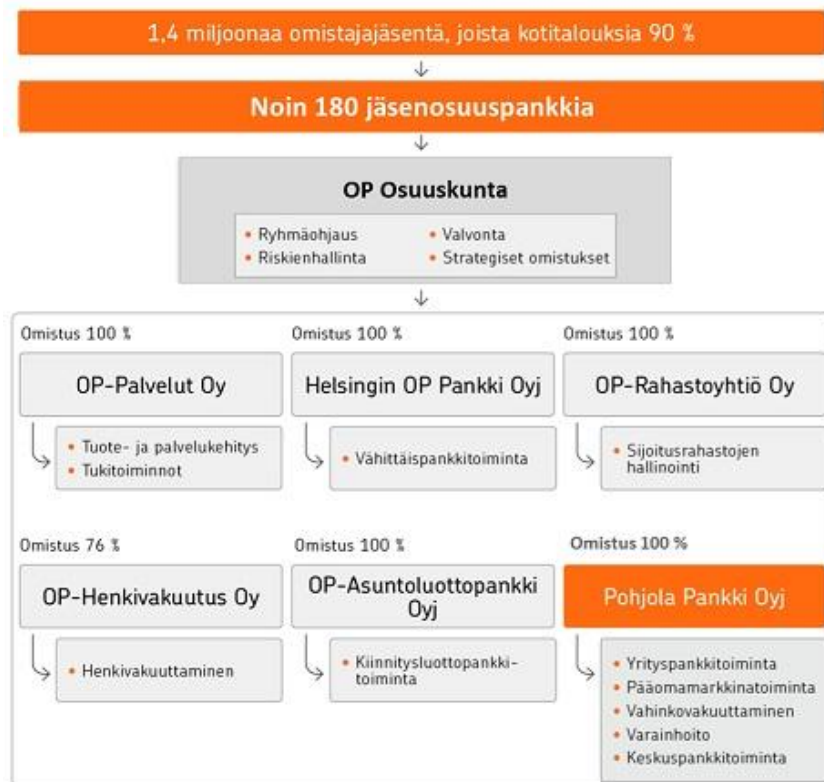 1,4 miljoonaa omistajajäsentä, joista kotitalouksia 90 %
Noin 180 jäsenosuuspankkia
OP Osuuskunta
• Ryhmäohjaus
• Riskienhallinta
• Valvonta
• Strategiset omistukset
Omistus 100 %
OP-Palvelut Oy
• Tuote- ja palvelukehitys
• Tukitoiminnot
Omistus 100 %
Helsingin OP Pankki Oyj
• Vähittäispankkitoiminta
Omistus 100 %
OP-Rahastoyhtiö Oy
• Sijoitusrahastojen
hallinointi
Omistus 76 %
OP-Henkivakuutus Oy
• Henkivakuuttaminen
Omistus 100 %
OP-Asuntoluottopankki
Oyj
• Kiinnitysluottopankki-
toiminta
Omistus 100 %
Pohjola Pankki Oyj
• Yrityspankkitoiminta
• Pääomamarkkinatoiminta
• Vahinkovakuuttaminen
• Varainhoito
• Keskuspankkitoiminta